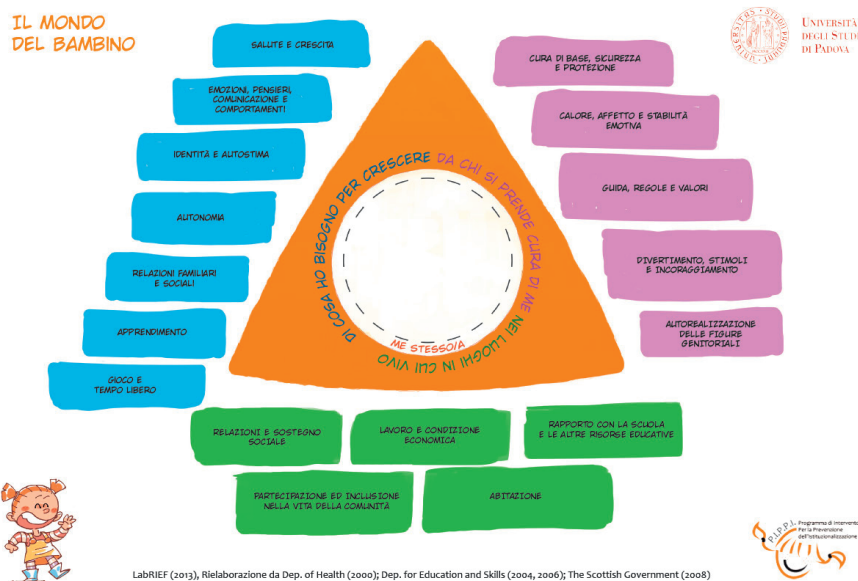 IL MONDO
DEL BAMBINO
UNIVERSITÀ
DEGLI STUDI
DI PADOVA
SALUTE E CRESCITA
EMOZIONI, PENSIERI,
COMUNICAZIONE E
COMPORTAMENTI
IDENTITÀ E AUTOSTIMA
AUTONOMIA
RELAZIONI FAMILIARI
E SOCIALI
APPRENDIMENTO
GIOCO E
TEMPO LIBERO
CURA DI BASE, SICUREZZA
E PROTEZIONE
CALORE, AFFETTO E STABILITÀ
EMOTIVA
GUIDA, REGOLE E VALORI
DIVERTIMENTO, STIMOLI
E INCORAGGIAMENTO
AUTOREALIZZAZIONE
DELLE FIGURE
GENITORIALI
DI COSA HO BISOGNO PER CRESCERE
DA CHI SI PRENDE CURA DI ME
NEI LUOGHI IN CUI VIVO
ME STESSO/A
RELAZIONI E SOSTEGNO
SOCIALE
LAVORO E CONDIZIONE
ECONOMICA
RAPPORTO CON LA SCUOLA
E LE ALTRE RISORSE EDUCATIVE
PARTECIPAZIONE ED INCLUSIONE
NELLA VITA DELLA COMUNITÀ
ABITAZIONE
P.I.P.P.I.
Programma di Intervento
Per la Prevenzione
dell'Istituzionalizzazione
LabRIEF (2013), Rielaborazione da Dep. of Health (2000); Dep. for Education and Skills (2004, 2006); The Scottish Government (2008)